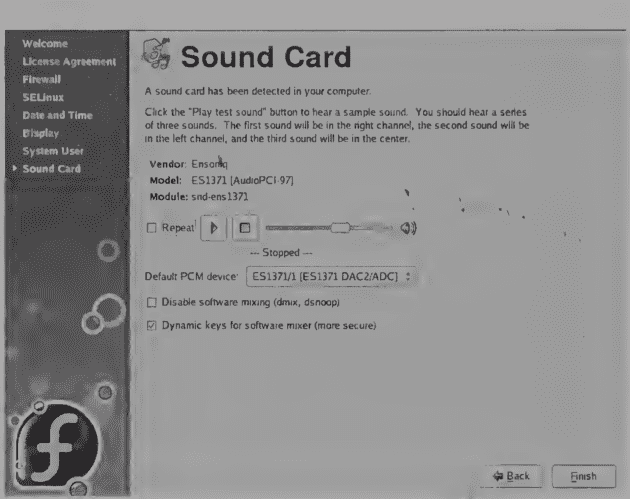 Welcome
License Agreement
Firewall
SELinux
Date and Time
Display
System User
Sound Card
Sound Card
A sound card has been detected in your computer.
Click the "Play test sound" button to hear a sample sound. You should hear a series
of three sounds. The first sound will be in the right channel, the second sound will be
in the left channel, and the third sound will be in the center.
Vendor: Ensoniq
Model: ES1371 [AudioPCI-97]
Module: snd-ens1371
Repeat
--- Stopped ---
Default PCM device: ES1371/1 [ES1371 DAC2/ADC]
Disable software mixing (dmix, dsnoop)
Dynamic keys for software mixer (more secure)
Back
Finish